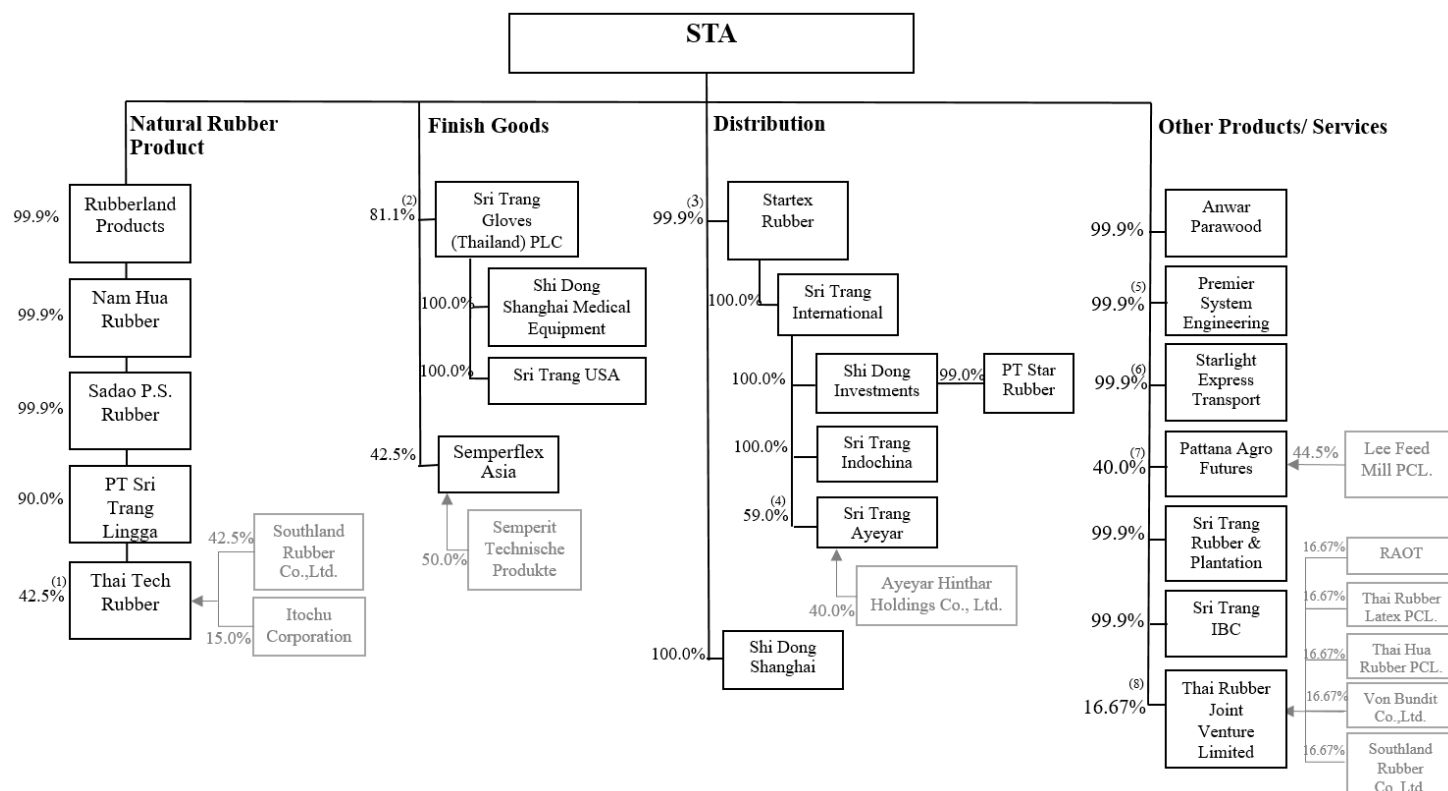 STA
Natural Rubber
Product
99.9%
Rubberland
Products
99.9%
Nam Hua
Rubber
99.9%
Sadao P.S.
Rubber
90.0%
PT Sri
Trang
Lingga
(1)
42.5%
Thai Tech
Rubber
42.5%
Southland
Rubber
Co.,Ltd.
15.0%
Itochu
Corporation
Finish Goods
(2)
81.1%
Sri Trang
Gloves
(Thailand) PLC
100.0%
Shi Dong
Shanghai Medical
Equipment
100.0%
Sri Trang USA
42.5%
Semperflex
Asia
50.0%
Semperit
Technische
Produkte
Distribution
(3)
99.9%
Startex
Rubber
100.0%
Sri Trang
International
100.0%
Shi Dong
Investments
99.0%
PT Star
Rubber
100.0%
Sri Trang
Indochina
(4)
59.0%
Sri Trang
Ayeyar
40.0%
Ayeyar Hinthar
Holdings Co., Ltd.
100.0%
Shi Dong
Shanghai
Other Products/ Services
99.9%
Anwar
Parawood
(5)
99.9%
Premier
System
Engineering
(6)
99.9%
Starlight
Express
Transport
(7)
40.0%
Pattana Agro
Futures
44.5%
Lee Feed
Mill PCL.
99.9%
Sri Trang
Rubber &
Plantation
99.9%
Sri Trang
IBC
(8)
16.67%
Thai Rubber
Joint
Venture
Limited
16.67%
RAOT
16.67%
Thai Rubber
Latex PCL.
16.67%
Thai Hua
Rubber PCL.
16.67%
Von Bundit
Co.,Ltd.
16.67%
Southland
Rubber
Co.,Ltd.